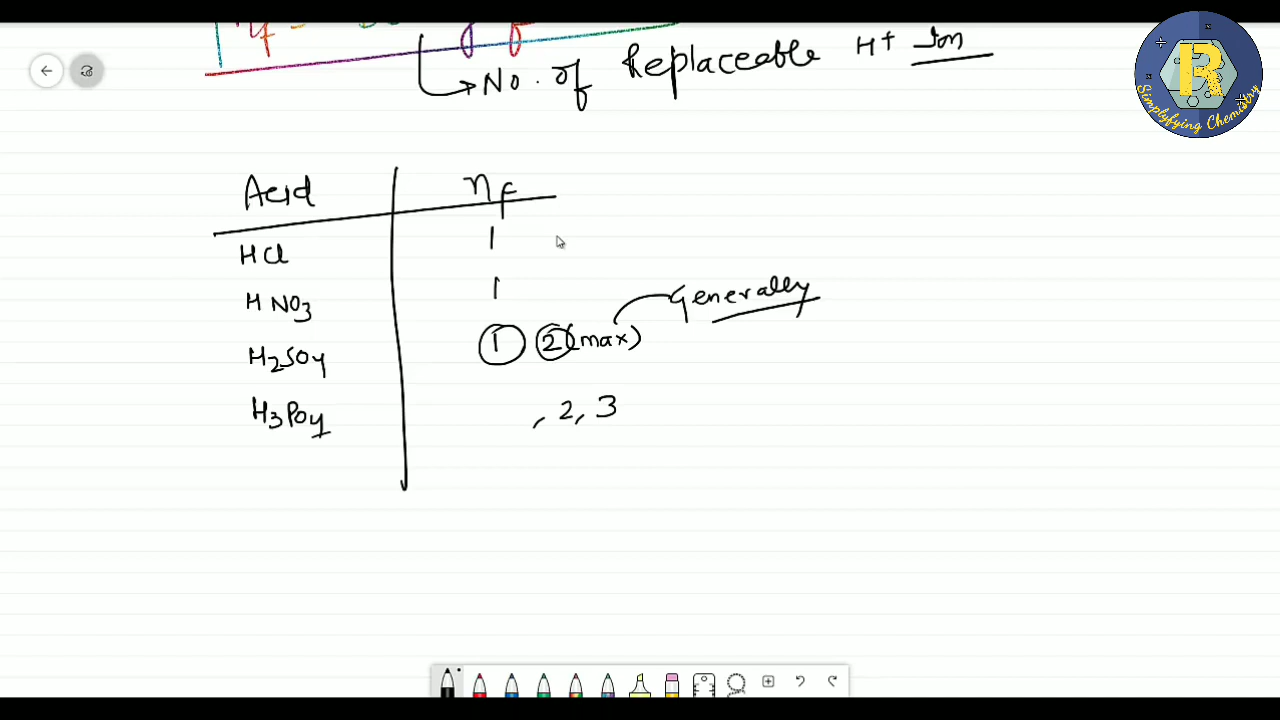 No. of Replaceable H+ Ion
R
Simplyfying Chemistry
Acid nf
HCl 1
HNO3 1
Generally
H2SO4 1 2(max)
H3PO4 , 2, 3